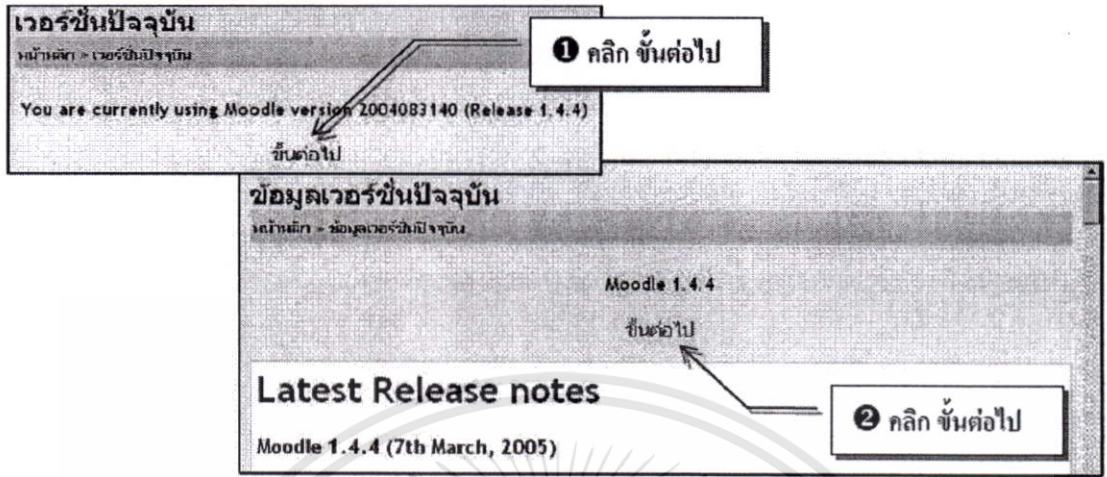 เวอร์ชั่นปัจจุบัน
หน้าหลัก » เวอร์ชั่นปัจจุบัน
❶ คลิก ขั้นต่อไป
You are currently using Moodle version 2004083140 (Release 1.4.4)
ขั้นต่อไป
ข้อมูลเวอร์ชั่นปัจจุบัน
หน้าหลัก » ข้อมูลเวอร์ชั่นปัจจุบัน
Moodle 1.4.4
ขั้นต่อไป
Latest Release notes
❷ คลิก ขั้นต่อไป
Moodle 1.4.4 (7th March, 2005)